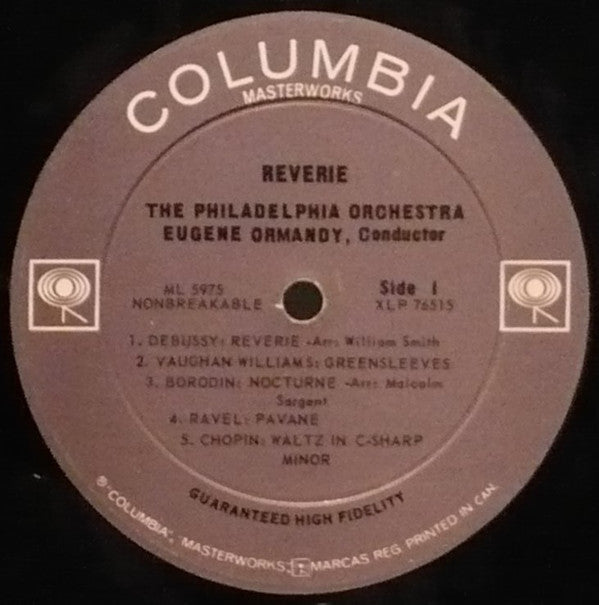 COLUMBIA
MASTERWORKS
REVERIE
THE PHILADELPHIA ORCHESTRA
EUGENE ORMANDY, Conductor
ML 5975
NONBREAKABLE
Side 1
XLP 76515
1. DEBUSSY: REVERIE -Arr: William Smith
2. VAUGHAN WILLIAMS: GREENSLEEVES
3. BORODIN: NOCTURNE -Arr: Malcolm
Sargent
4. RAVEL: PAVANE
5. CHOPIN: WALTZ IN C-SHARP
MINOR
GUARANTEED HIGH FIDELITY
® "COLUMBIA", "MASTERWORKS", MARCAS REG. PRINTED IN CAN.